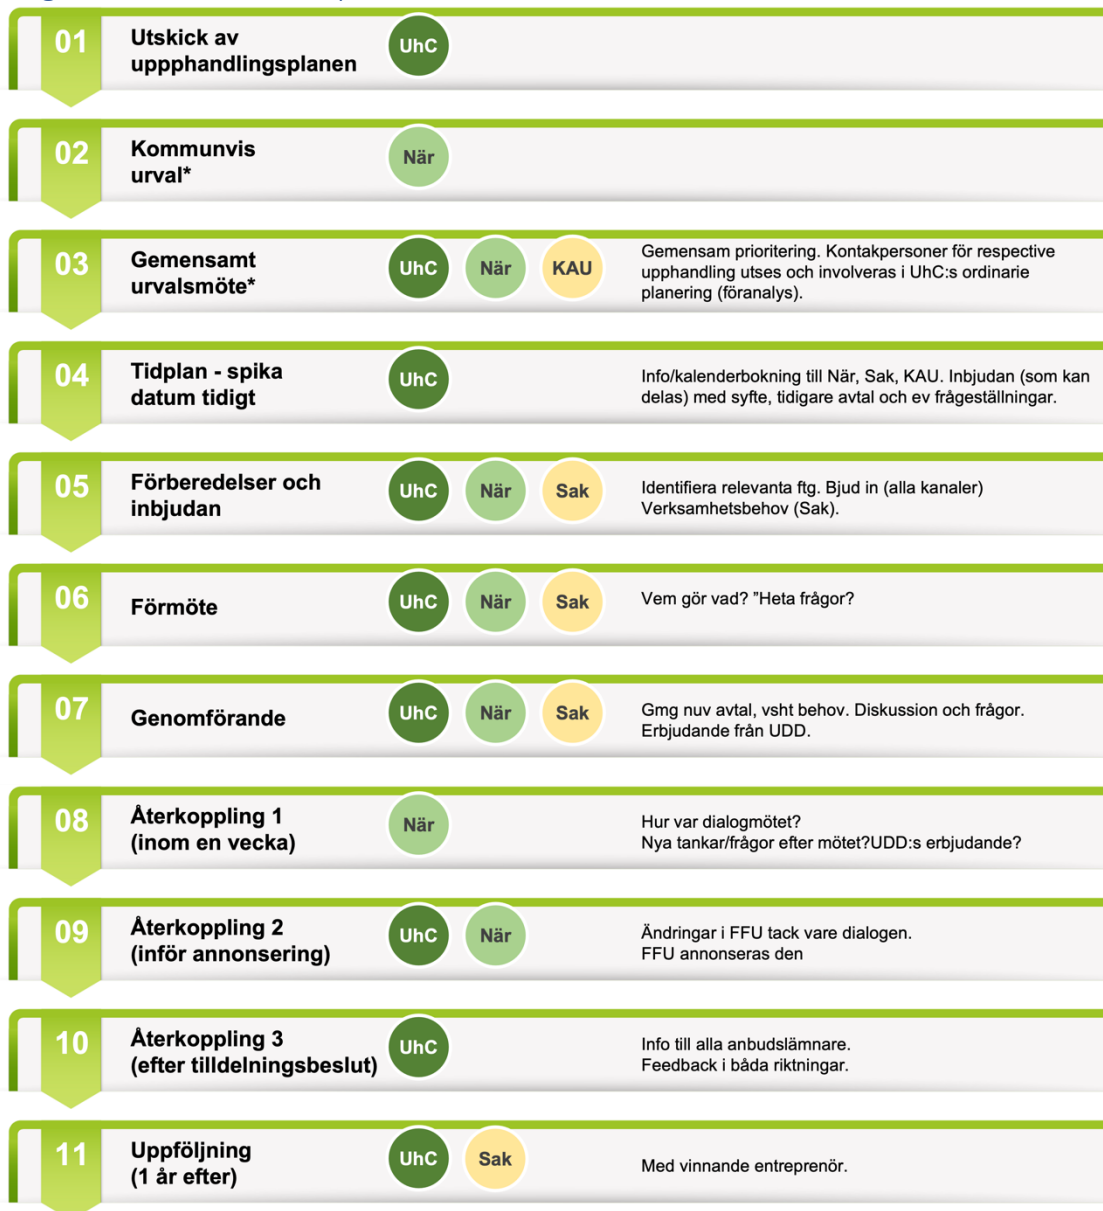 01
Utskick av
uppphandlingsplanen
UhC
02
Kommunvis
urval*
När
03
Gemensamt
urvalsmöte*
UhC
När
KAU
Gemensam prioritering. Kontakpersoner för respective
upphandling utses och involveras i UhC:s ordinarie
planering (föranalys).
04
Tidplan - spika
datum tidigt
UhC
Info/kalenderbokning till När, Sak, KAU. Inbjudan (som kan
delas) med syfte, tidigare avtal och ev frågeställningar.
05
Förberedelser och
inbjudan
UhC
När
Sak
Identifiera relevanta ftg. Bjud in (alla kanaler)
Verksamhetsbehov (Sak).
06
Förmöte
UhC
När
Sak
Vem gör vad? "Heta frågor?
07
Genomförande
UhC
När
Sak
Gmg nuv avtal, vsht behov. Diskussion och frågor.
Erbjudande från UDD.
08
Återkoppling 1
(inom en vecka)
När
Hur var dialogmötet?
Nya tankar/frågor efter mötet?UDD:s erbjudande?
09
Återkoppling 2
(inför annonsering)
UhC
När
Ändringar i FFU tack vare dialogen.
FFU annonseras den
10
Återkoppling 3
(efter tilldelningsbeslut)
UhC
Info till alla anbudslämnare.
Feedback i båda riktningar.
11
Uppföljning
(1 år efter)
UhC
Sak
Med vinnande entreprenör.